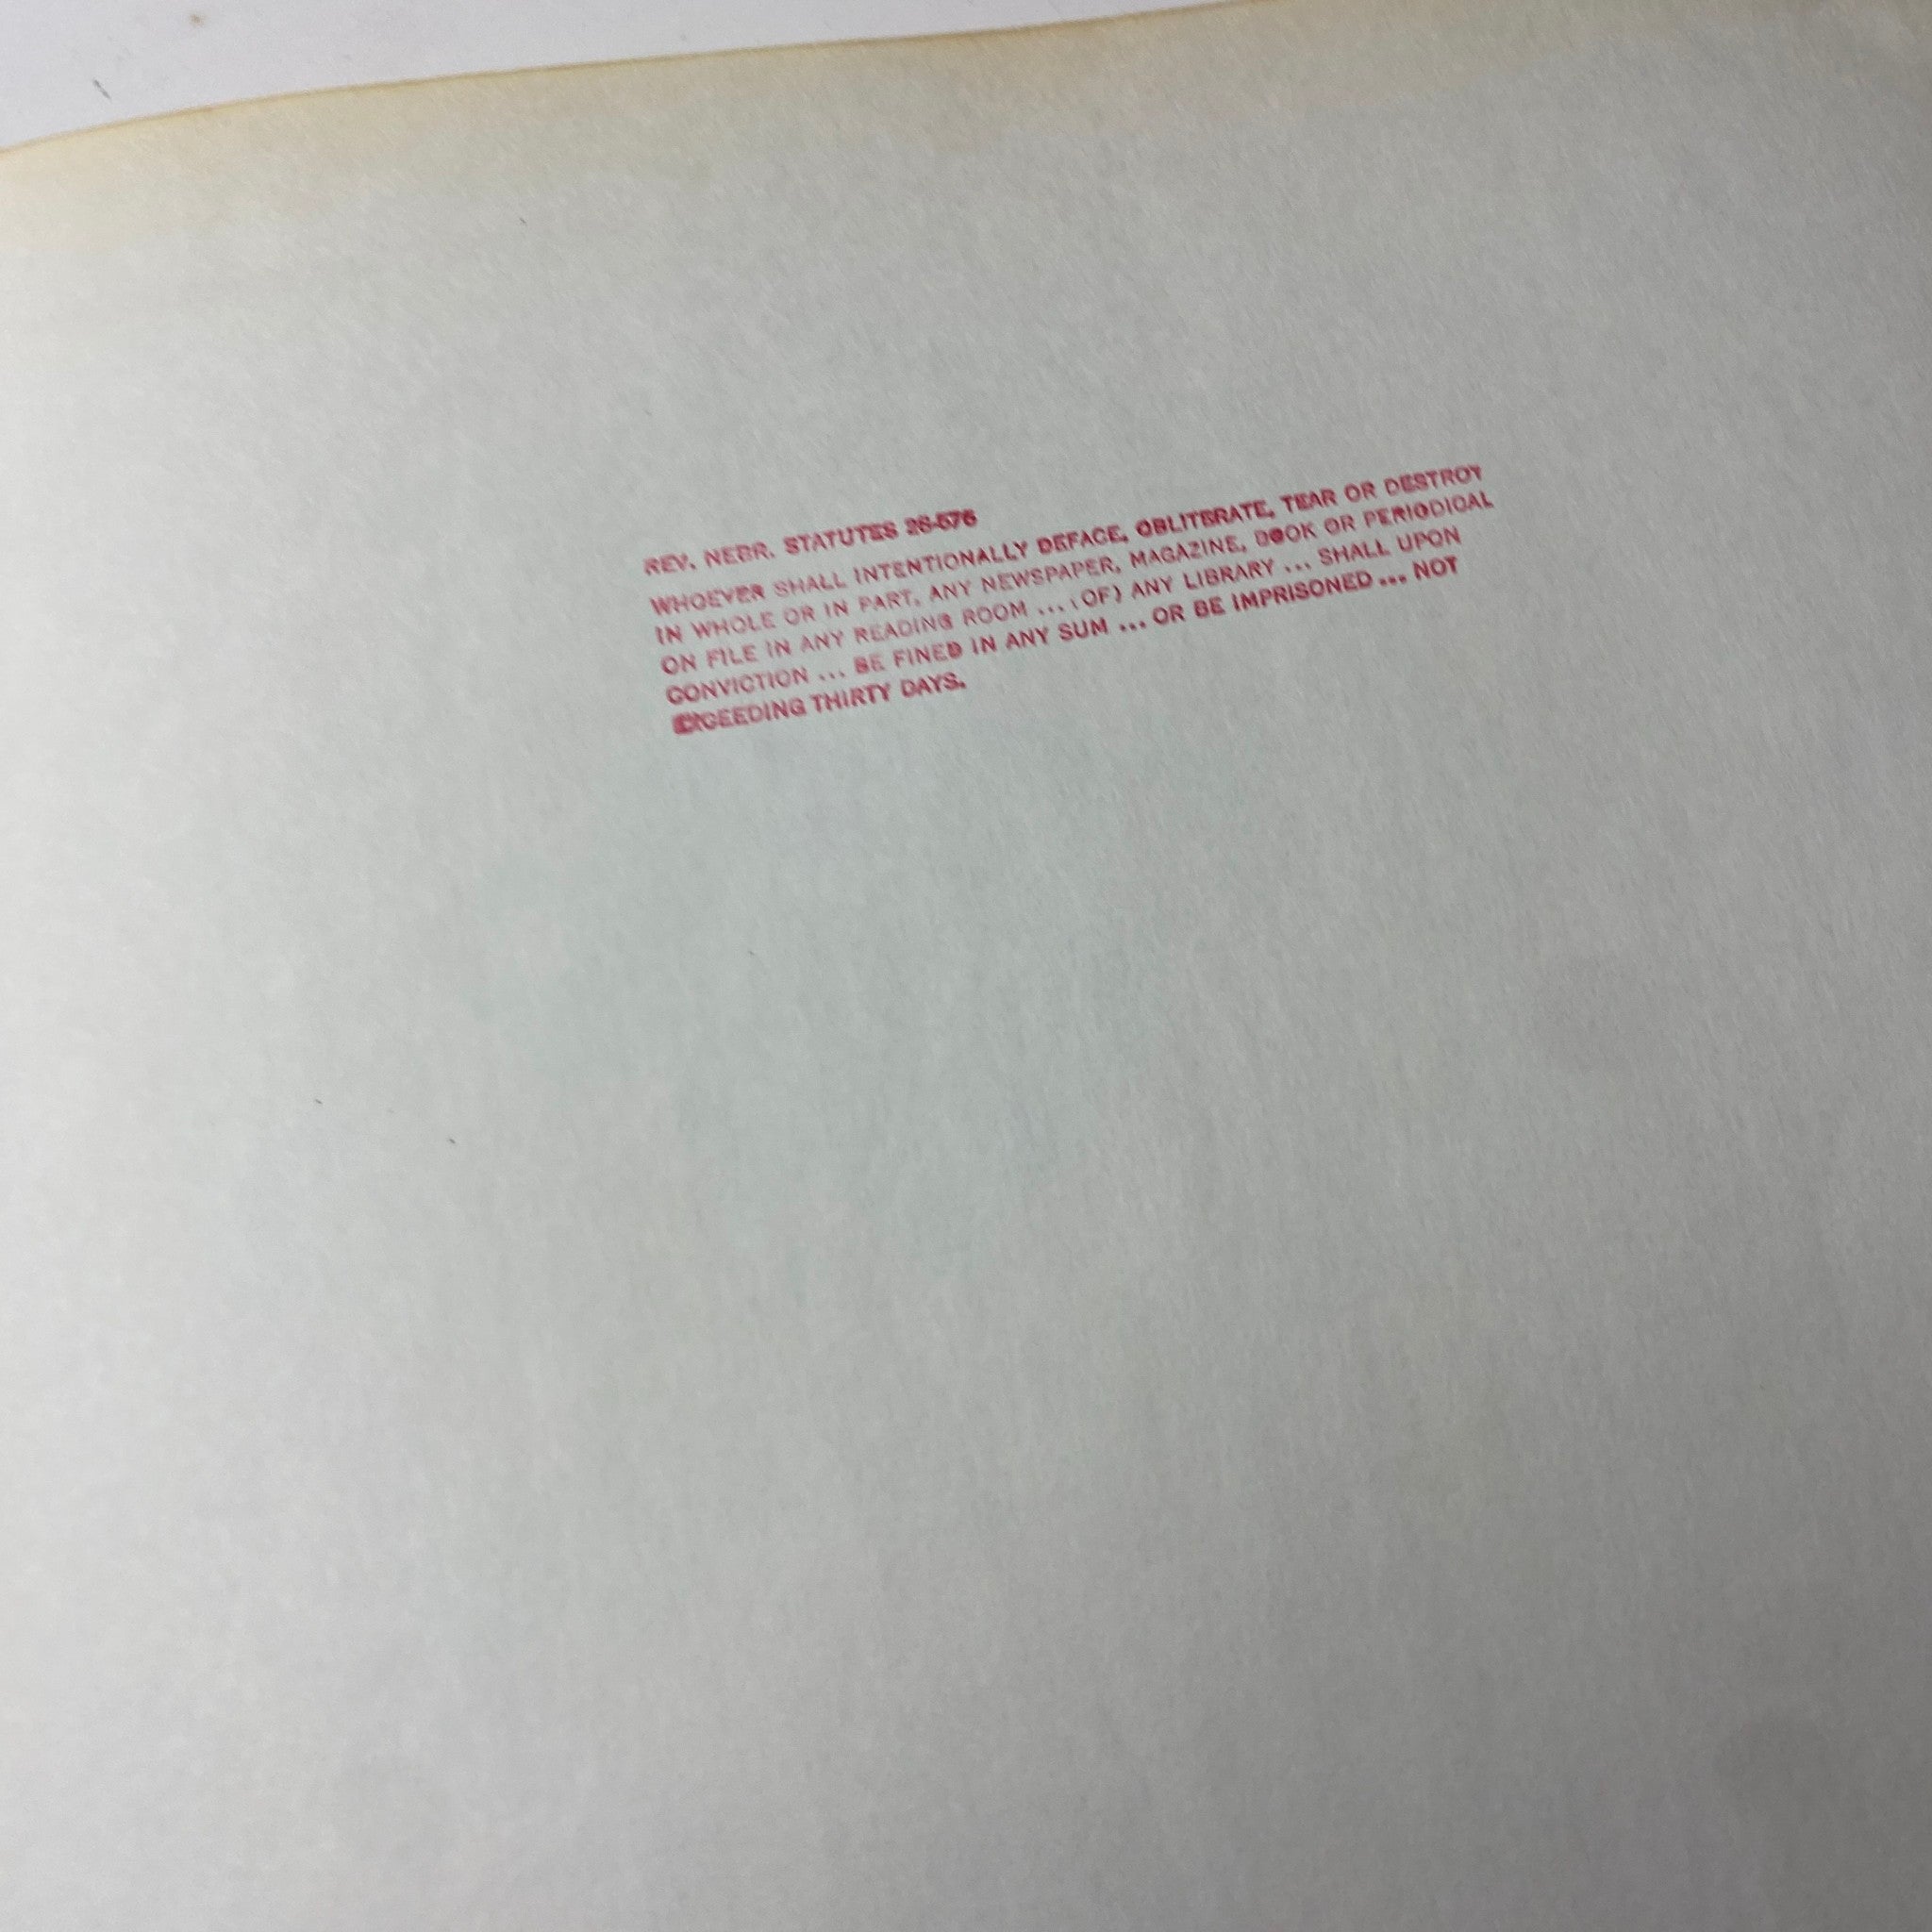 REV. NEBR. STATUTES 28-576
WHOEVER SHALL INTENTIONALLY DEFACE, OBLITERATE, TEAR OR DESTROY
IN WHOLE OR IN PART, ANY NEWSPAPER, MAGAZINE, BOOK OR PERIODICAL
ON FILE IN ANY READING ROOM ... (OF) ANY LIBRARY ... SHALL UPON
CONVICTION ... BE FINED IN ANY SUM ... OR BE IMPRISONED ... NOT
EXCEEDING THIRTY DAYS.